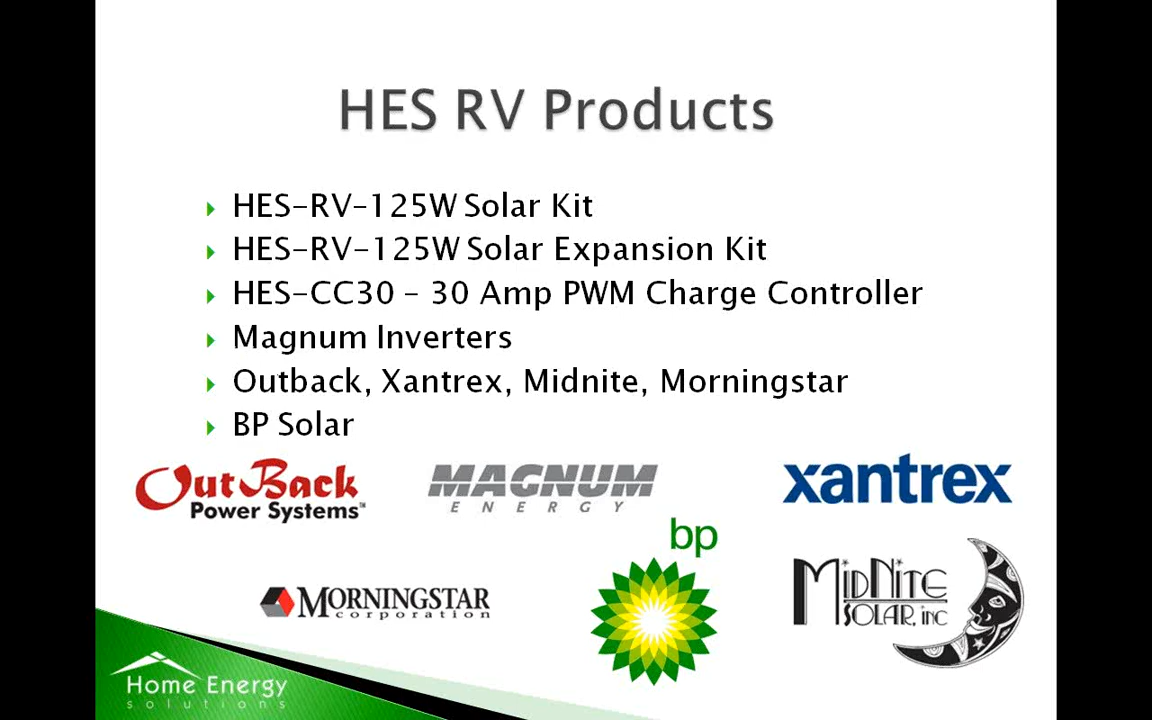 HES RV Products
HES-RV-125W Solar Kit
HES-RV-125W Solar Expansion Kit
HES-CC30 – 30 Amp PWM Charge Controller
Magnum Inverters
Outback, Xantrex, Midnite, Morningstar
BP Solar
OutBack
Power Systems™
MAGNUM
ENERGY
xantrex
bp
MORNINGSTAR
corporation
MIDNITE
SOLAR, INC
Home Energy
solutions